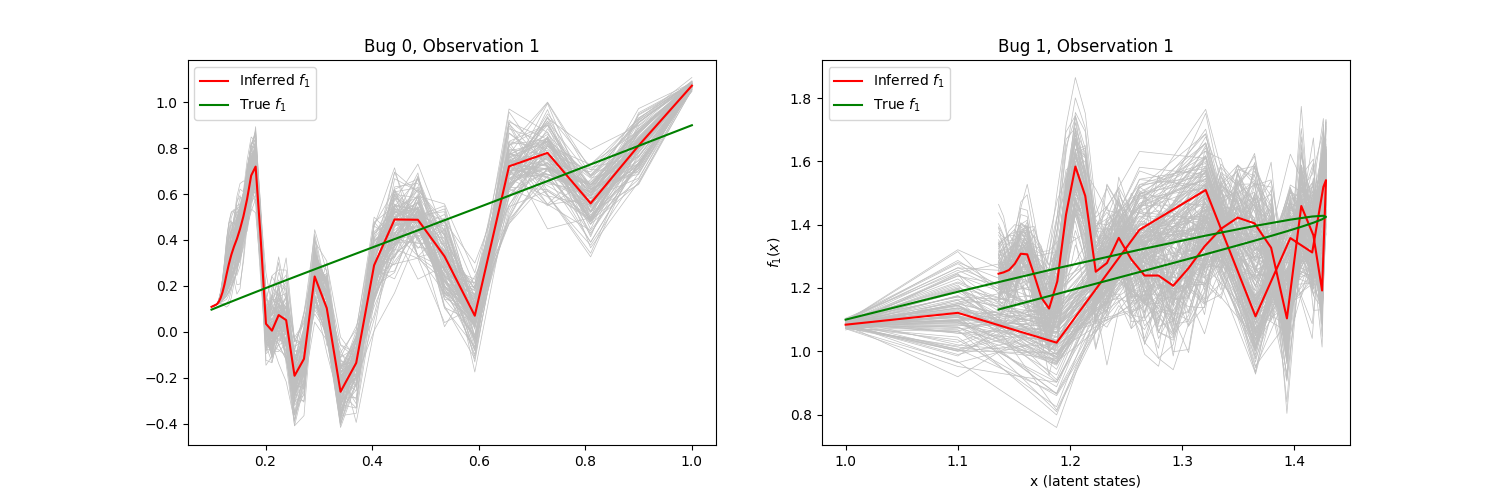 Bug 0, Observation 1
Inferred f₁
True f₁
1.0
0.8
0.6
0.4
0.2
0.0
−0.2
−0.4
0.2 0.4 0.6 0.8 1.0
Bug 1, Observation 1
Inferred f₁
True f₁
f₁(x)
1.8
1.6
1.4
1.2
1.0
0.8
1.0 1.1 1.2 1.3 1.4
x (latent states)